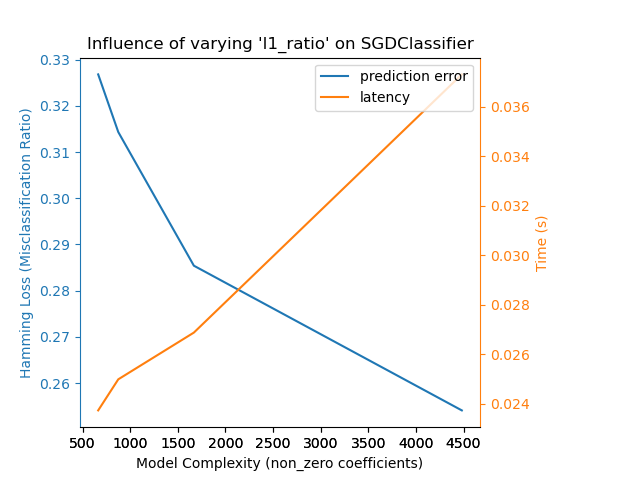 Influence of varying 'l1_ratio' on SGDClassifier
prediction error
latency
0.33
0.32
0.31
0.30
0.29
0.28
0.27
0.26
Hamming Loss (Misclassification Ratio)
0.036
0.034
0.032
0.030
0.028
0.026
0.024
Time (s)
500 1000 1500 2000 2500 3000 3500 4000 4500
Model Complexity (non_zero coefficients)